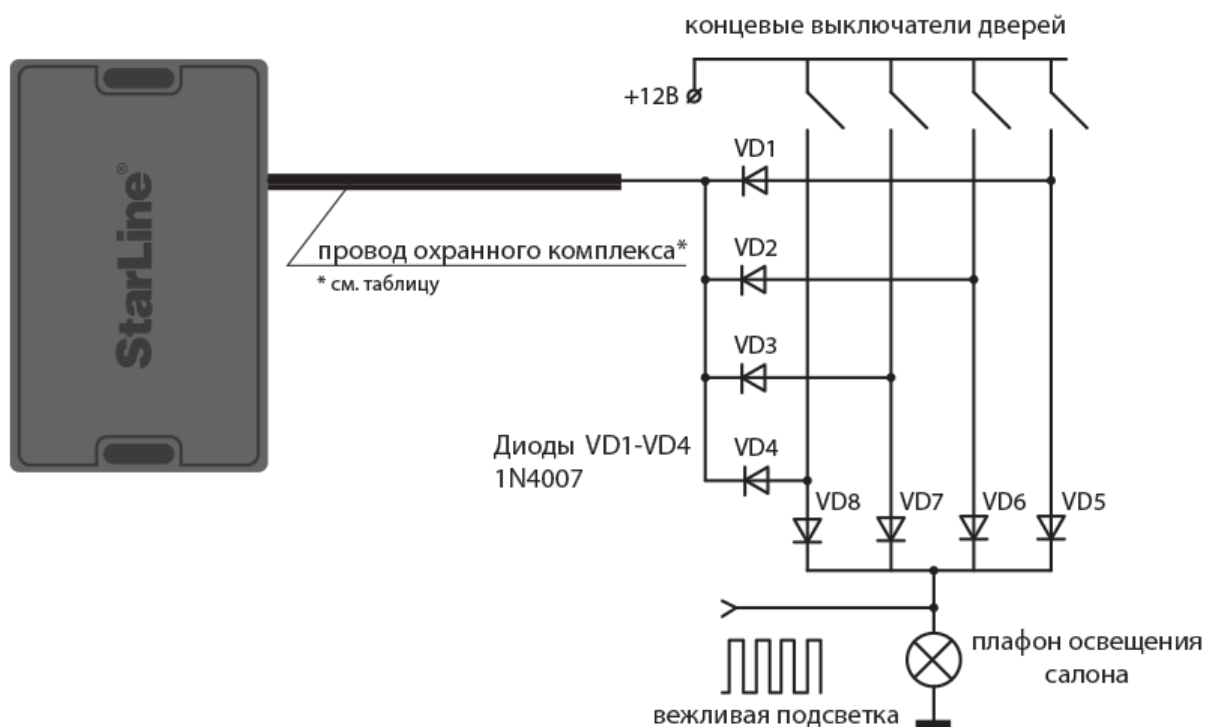 концевые выключатели дверей
+12В
VD1
StarLine®
провод охранного комплекса*
* см. таблицу
VD2
VD3
Диоды VD1-VD4
1N4007
VD4
VD8
VD7
VD6
VD5
плафон освещения
салона
вежливая подсветка